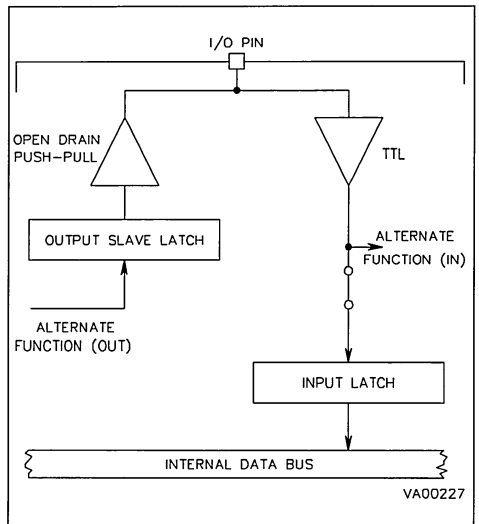 I/O PIN
OPEN DRAIN
PUSH-PULL
TTL
OUTPUT SLAVE LATCH
ALTERNATE
FUNCTION (IN)
ALTERNATE
FUNCTION (OUT)
INPUT LATCH
INTERNAL DATA BUS
VA00227